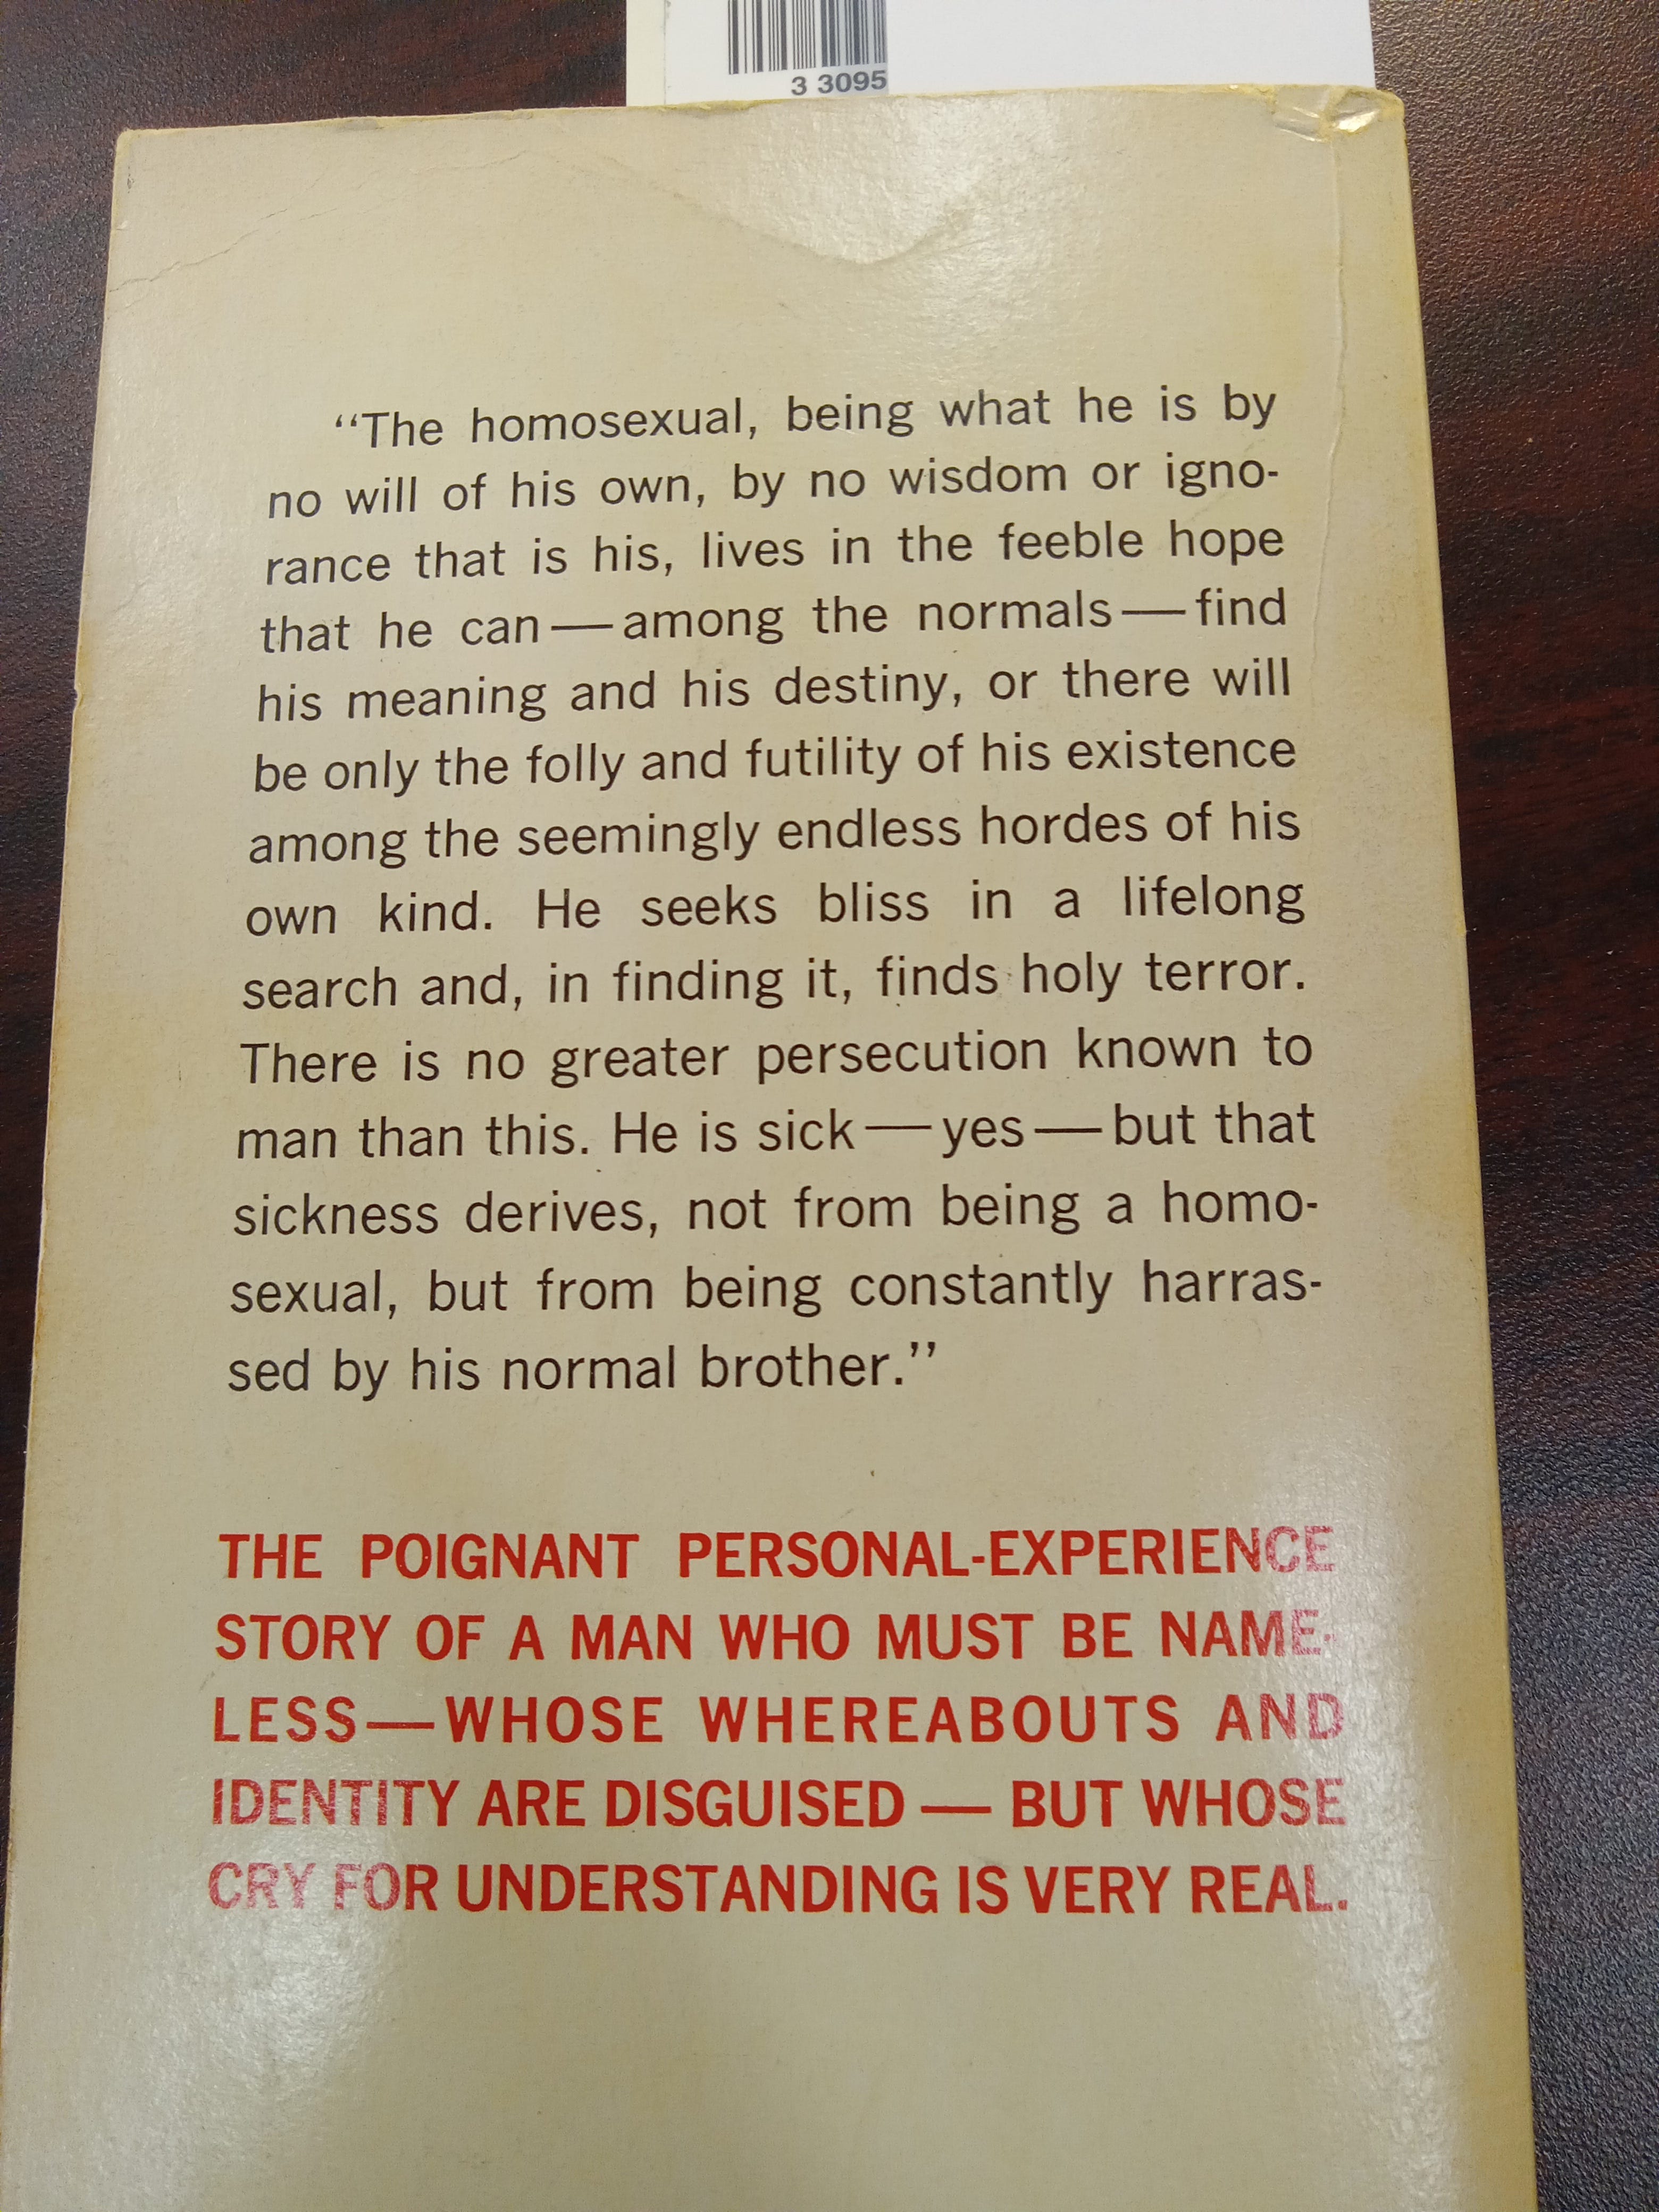 3 3095
“The homosexual, being what he is by
no will of his own, by no wisdom or igno-
rance that is his, lives in the feeble hope
that he can—among the normals—find
his meaning and his destiny, or there will
be only the folly and futility of his existence
among the seemingly endless hordes of his
own kind. He seeks bliss in a lifelong
search and, in finding it, finds holy terror.
There is no greater persecution known to
man than this. He is sick—yes—but that
sickness derives, not from being a homo-
sexual, but from being constantly harras-
sed by his normal brother.”
THE POIGNANT PERSONAL-EXPERIENCE
STORY OF A MAN WHO MUST BE NAME-
LESS—WHOSE WHEREABOUTS AND
IDENTITY ARE DISGUISED — BUT WHOSE
CRY FOR UNDERSTANDING IS VERY REAL.